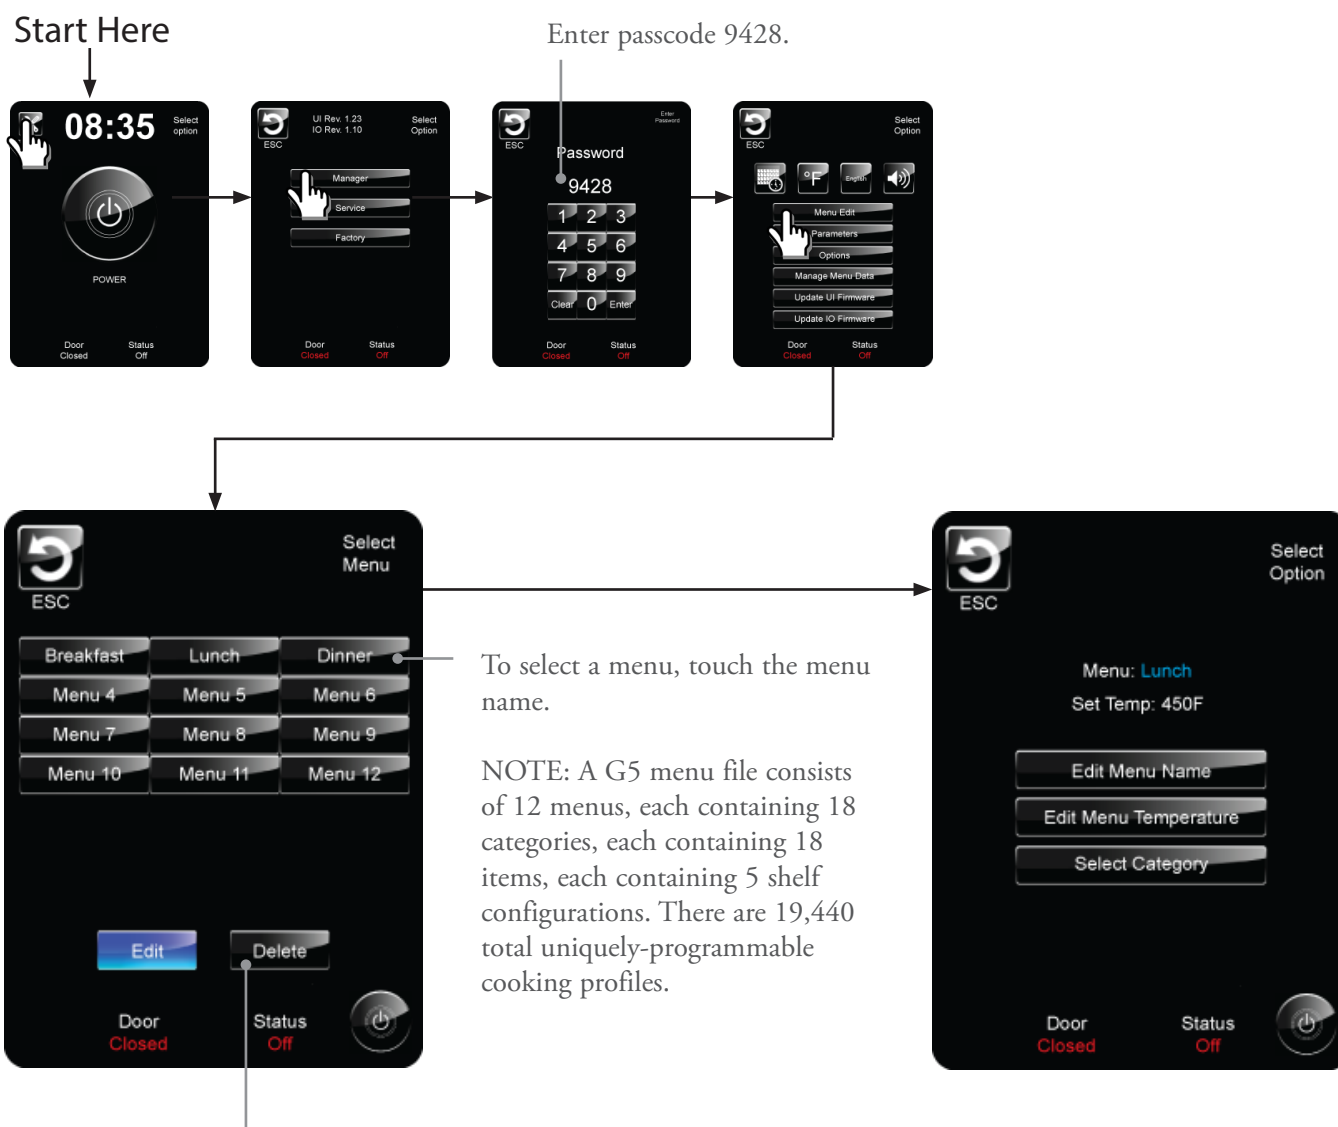 Start Here
Enter passcode 9428.
08:35
Select
option
POWER
Door
Closed
Status
Off
ESC
UI Rev. 1.23
IO Rev. 1.10
Select
Option
Manager
Service
Factory
Door
Closed
Status
Off
ESC
Enter
Password
Password
9428
1 2 3
4 5 6
7 8 9
Clear 0 Enter
Door
Closed
Status
Off
ESC
Select
Option
°F
English
Menu Edit
Parameters
Options
Manage Menu Data
Update UI Firmware
Update IO Firmware
Door
Closed
Status
Off
ESC
Select
Menu
Breakfast Lunch Dinner
Menu 4 Menu 5 Menu 6
Menu 7 Menu 8 Menu 9
Menu 10 Menu 11 Menu 12
Edit Delete
Door
Closed
Status
Off
To select a menu, touch the menu
name.
NOTE: A G5 menu file consists
of 12 menus, each containing 18
categories, each containing 18
items, each containing 5 shelf
configurations. There are 19,440
total uniquely-programmable
cooking profiles.
ESC
Select
Option
Menu: Lunch
Set Temp: 450F
Edit Menu Name
Edit Menu Temperature
Select Category
Door
Closed
Status
Off